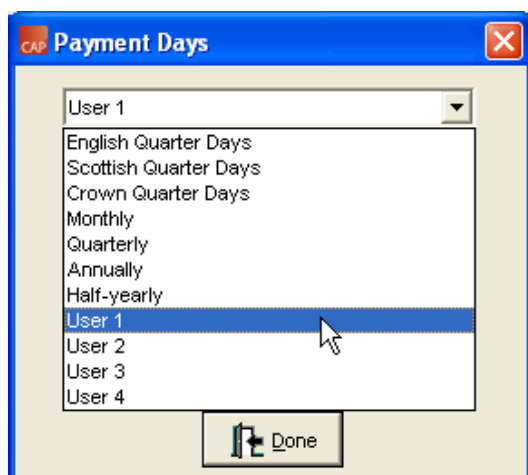 CAP Payment Days
User 1
English Quarter Days
Scottish Quarter Days
Crown Quarter Days
Monthly
Quarterly
Annually
Half-yearly
User 1
User 2
User 3
User 4
Done